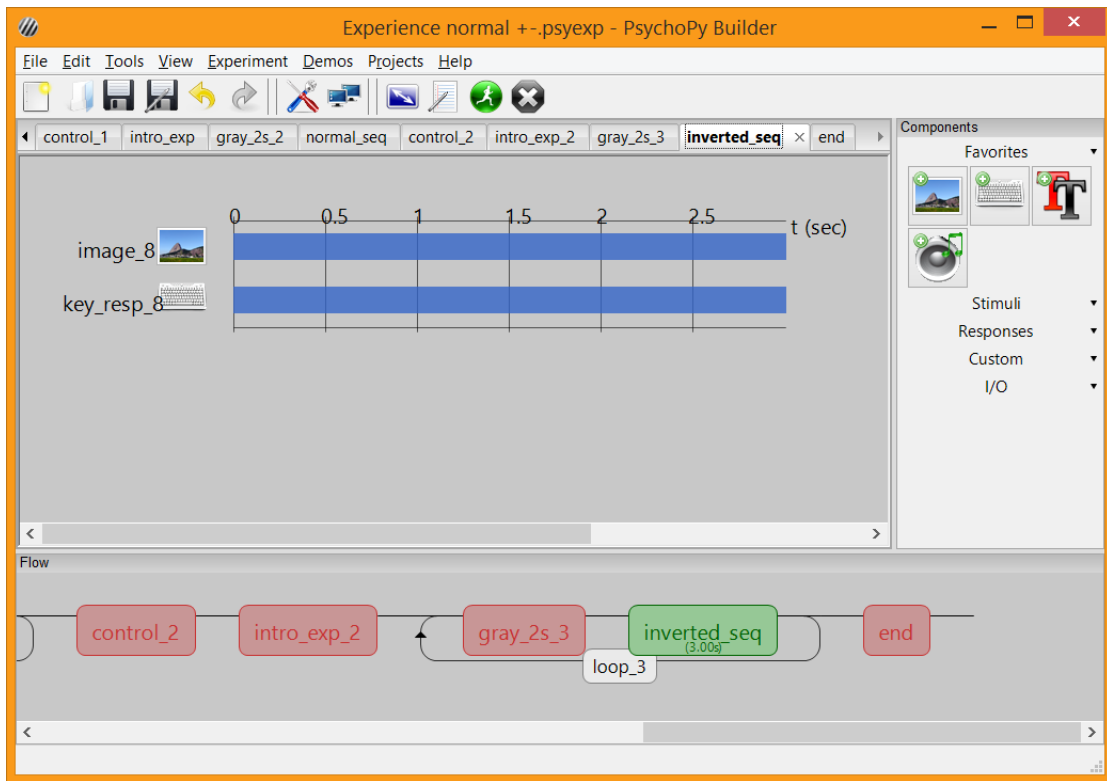 Experience normal +-.psyexp - PsychoPy Builder
File Edit Tools View Experiment Demos Projects Help
control_1 intro_exp gray_2s_2 normal_seq control_2 intro_exp_2 gray_2s_3 inverted_seq × end
0 0.5 1 1.5 2 2.5 t (sec)
image_8
key_resp_8
Components
Favorites
Stimuli
Responses
Custom
I/O
Flow
control_2 intro_exp_2 gray_2s_3 inverted_seq end
(3.00s)
loop_3